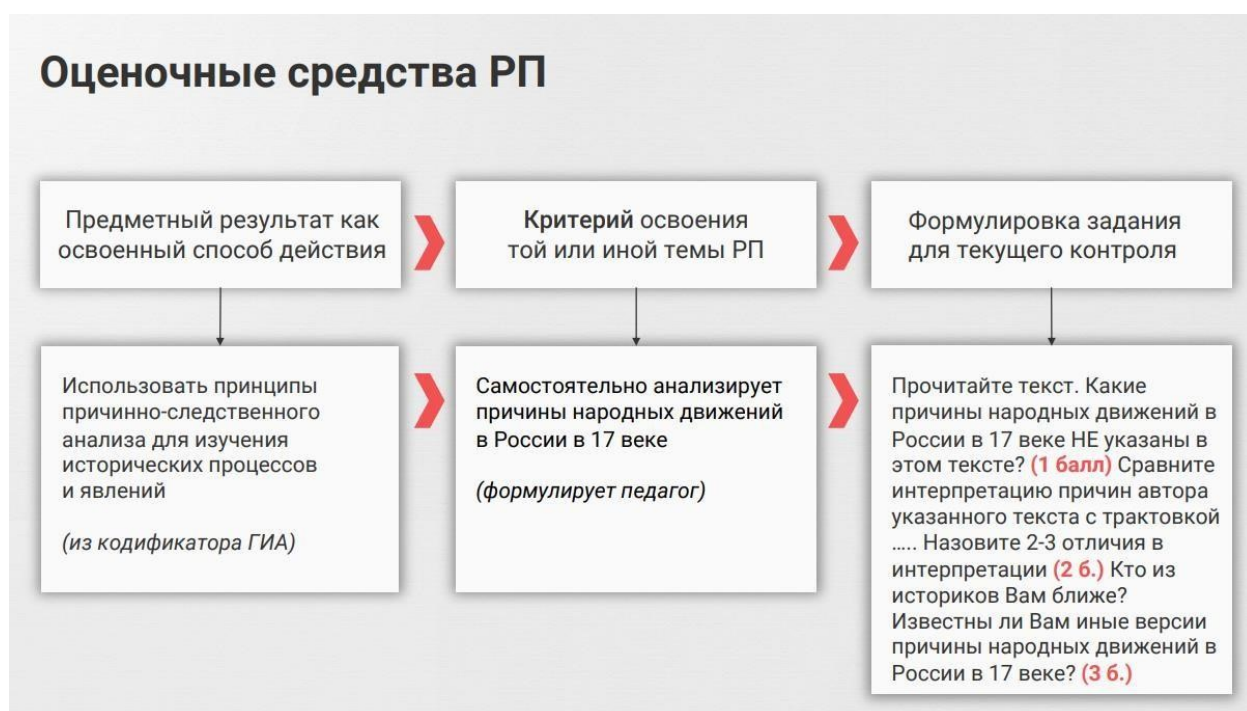 Оценочные средства РП
Предметный результат как
освоенный способ действия
Критерий освоения
той или иной темы РП
Формулировка задания
для текущего контроля
Использовать принципы
причинно-следственного
анализа для изучения
исторических процессов
и явлений
(из кодификатора ГИА)
Самостоятельно анализирует
причины народных движений
в России в 17 веке
(формулирует педагог)
Прочитайте текст. Какие
причины народных движений в
России в 17 веке НЕ указаны в
этом тексте? (1 балл) Сравните
интерпретацию причин автора
указанного текста с трактовкой
..... Назовите 2-3 отличия в
интерпретации (2 б.) Кто из
историков Вам ближе?
Известны ли Вам иные версии
причины народных движений в
России в 17 веке? (3 б.)